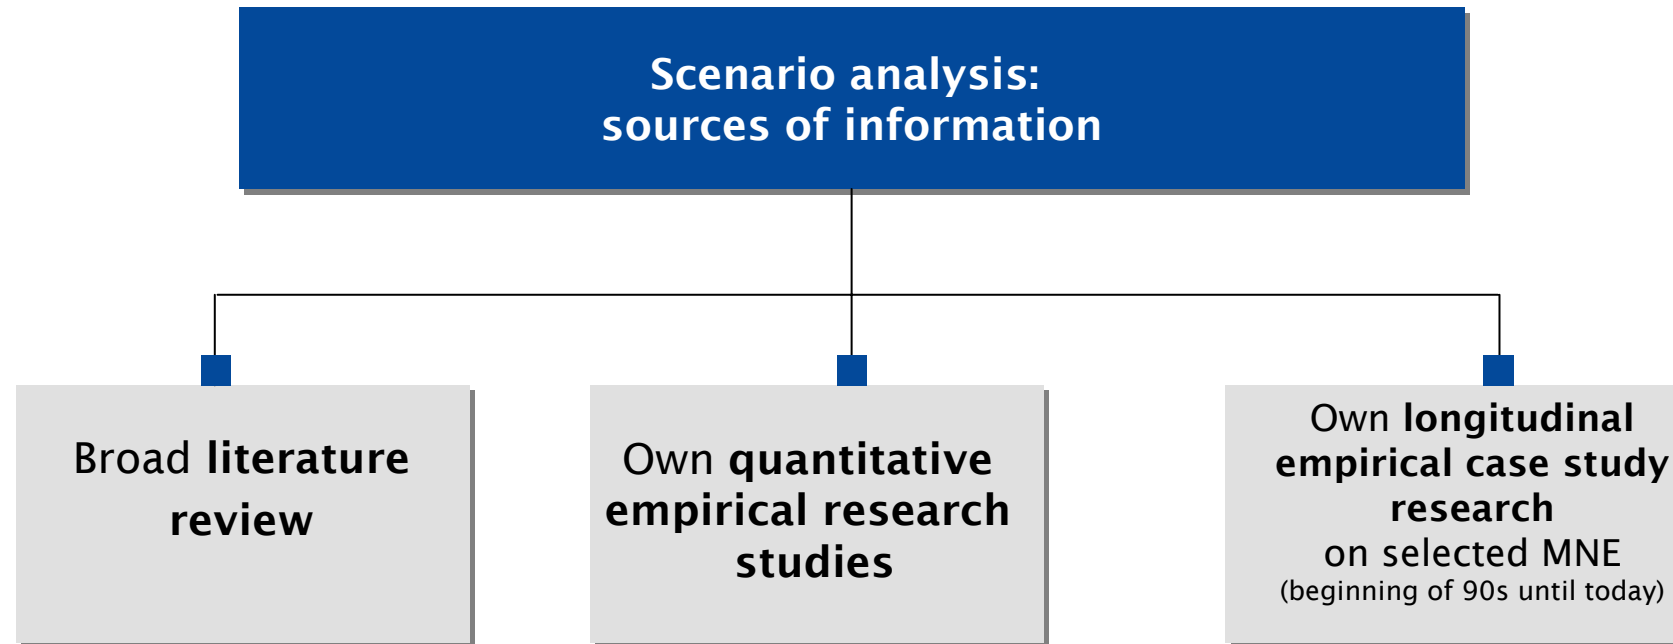 Scenario analysis:
sources of information
Broad literature
review
Own quantitative
empirical research
studies
Own longitudinal
empirical case study
research
on selected MNE
(beginning of 90s until today)